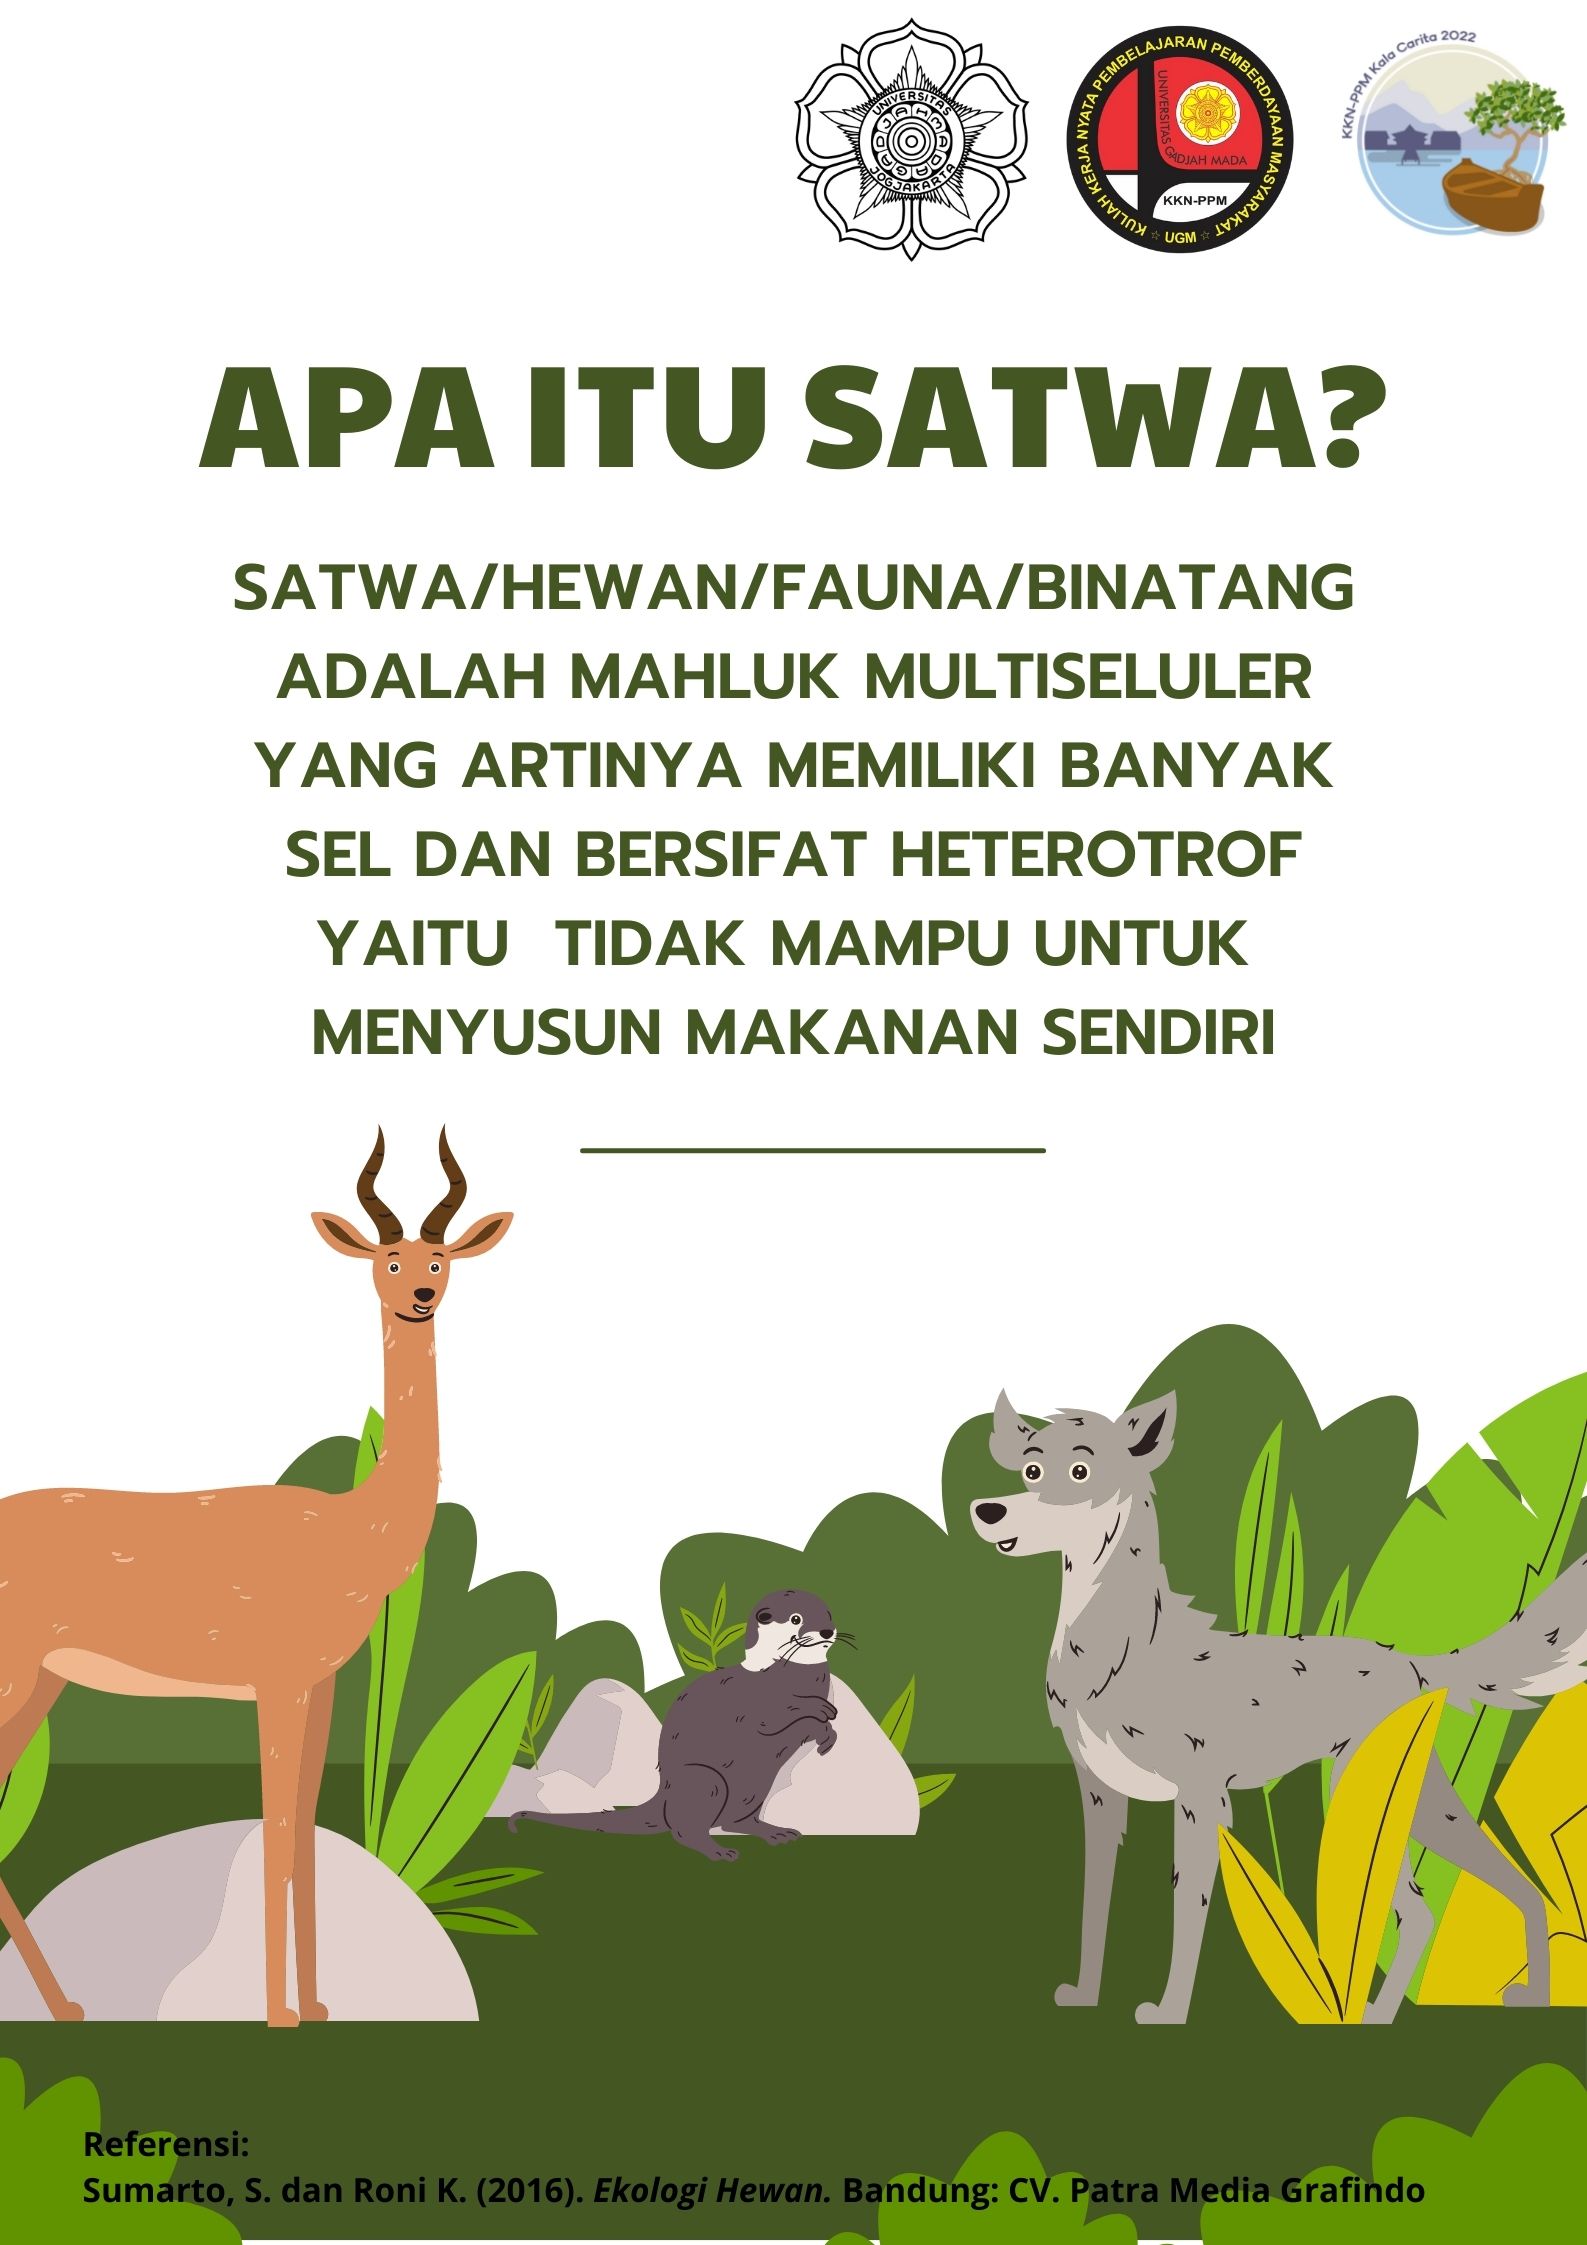 UNIVERSITAS
GADJAH MADA
JOGJAKARTA
KULIAH KERJA NYATA PEMBELAJARAN PEMBERDAYAAN MASYARAKAT
UNIVERSITAS GADJAH MADA
KKN-PPM
☆ UGM ☆
KKN-PPM Kala Carita 2022
APA ITU SATWA?
SATWA/HEWAN/FAUNA/BINATANG
ADALAH MAHLUK MULTISELULER
YANG ARTINYA MEMILIKI BANYAK
SEL DAN BERSIFAT HETEROTROF
YAITU  TIDAK MAMPU UNTUK
MENYUSUN MAKANAN SENDIRI
Referensi:
Sumarto, S. dan Roni K. (2016). Ekologi Hewan. Bandung: CV. Patra Media Grafindo